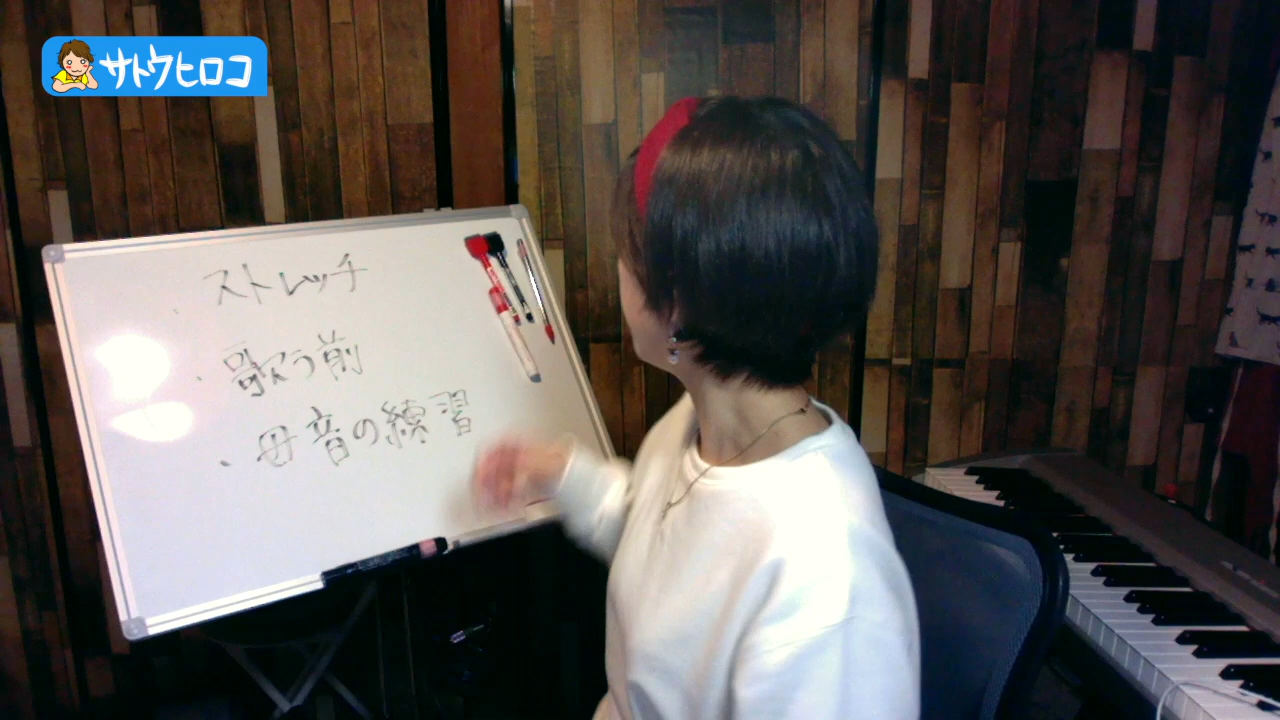 サトウヒロコ
ストレッチ
・歌う前
・母音の練習